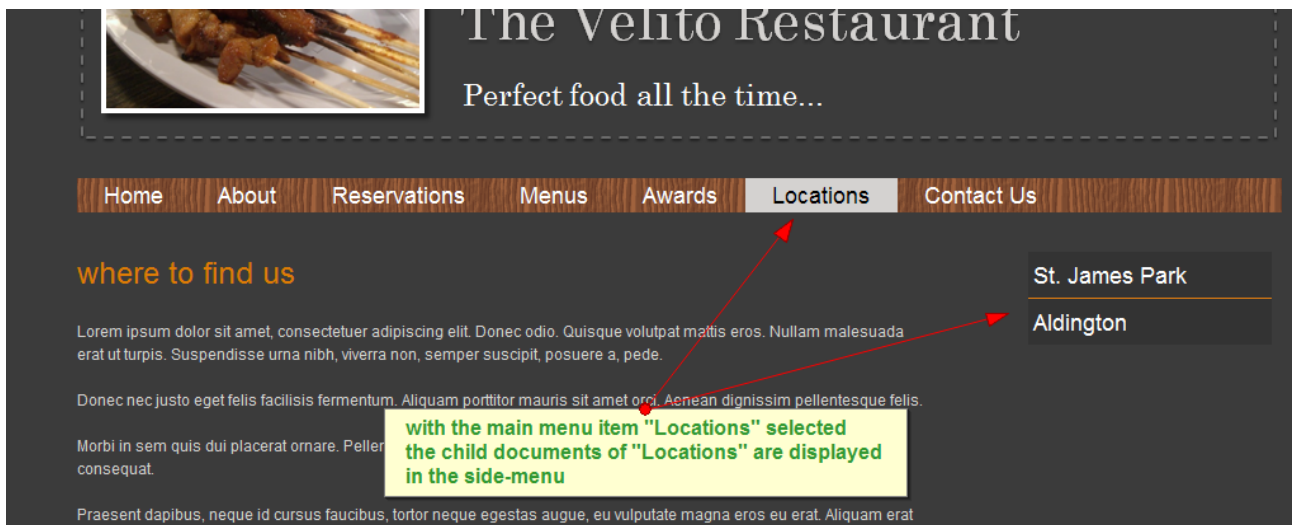 The Velito Restaurant
Perfect food all the time...
Home About Reservations Menus Awards Locations Contact Us
where to find us
St. James Park
Aldington
Lorem ipsum dolor sit amet, consectetuer adipiscing elit. Donec odio. Quisque volutpat mattis eros. Nullam malesuada
erat ut turpis. Suspendisse urna nibh, viverra non, semper suscipit, posuere a, pede.
Donec nec justo eget felis facilisis fermentum. Aliquam porttitor mauris sit amet orci. Aenean dignissim pellentesque felis.
Morbi in sem quis dui placerat ornare.
consequat.
with the main menu item "Locations" selected
the child documents of "Locations" are displayed
in the side-menu
Praesent dapibus, neque id cursus faucibus, tortor neque egestas augue, eu vulputate magna eros eu erat. Aliquam erat